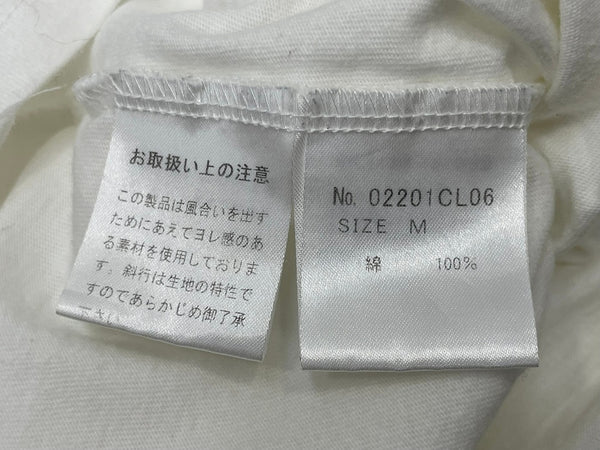 お取扱い上の注意
この製品は風合いを出す
ためにあえてヨレ感のあ
る素材を使用しておりま
す。斜行は生地の特性で
すのであらかじめ御了承
下さい。
No. 02201CL06
SIZE M
綿 100%